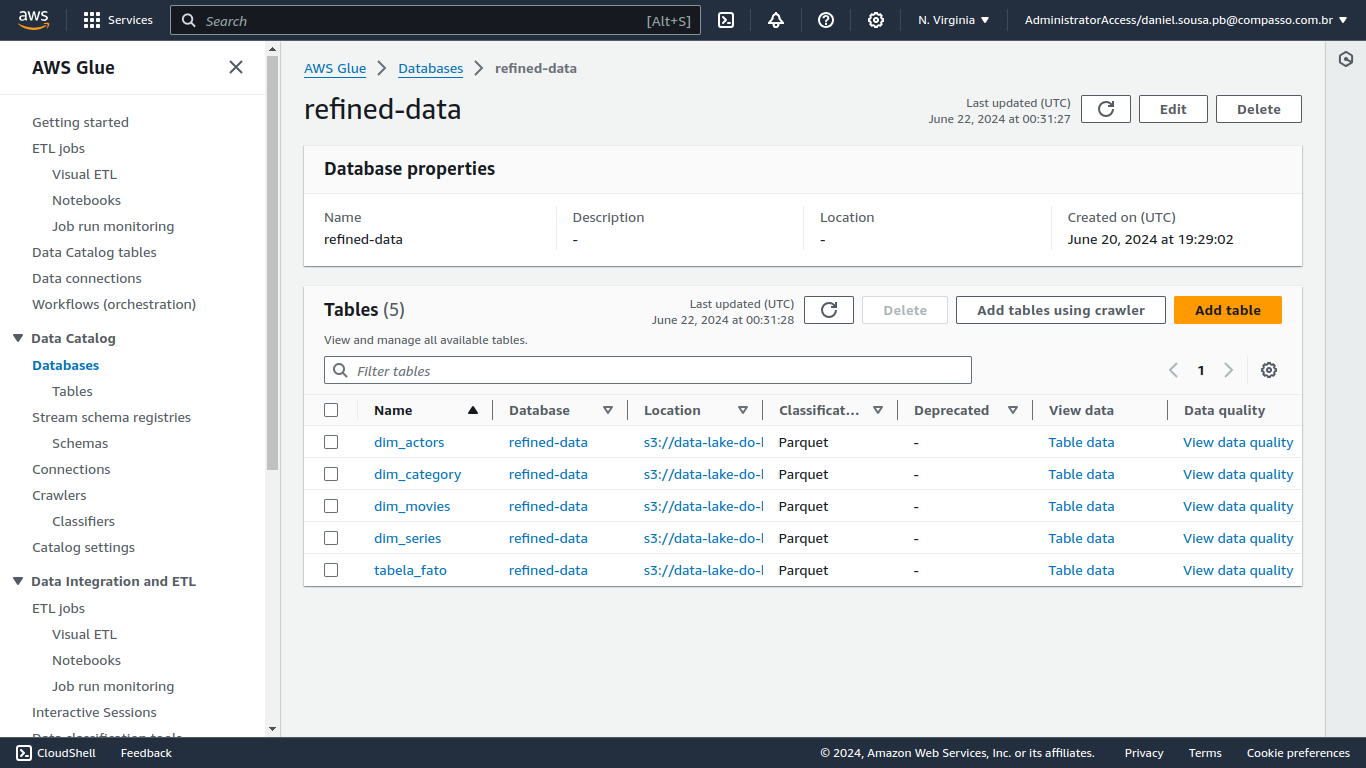 aws Services Search [Alt+S] N. Virginia AdministratorAccess/daniel.sousa.pb@compasso.com.br
AWS Glue
Getting started
ETL jobs
Visual ETL
Notebooks
Job run monitoring
Data Catalog tables
Data connections
Workflows (orchestration)
Data Catalog
Databases
Tables
Stream schema registries
Schemas
Connections
Crawlers
Classifiers
Catalog settings
Data Integration and ETL
ETL jobs
Visual ETL
Notebooks
Job run monitoring
Interactive Sessions
Data classification tools
AWS Glue Databases refined-data
refined-data
Last updated (UTC)
June 22, 2024 at 00:31:27
Edit Delete
Database properties
Name Description Location Created on (UTC)
refined-data - - June 20, 2024 at 19:29:02
Tables (5)
Last updated (UTC)
June 22, 2024 at 00:31:28
Delete Add tables using crawler Add table
View and manage all available tables.
Filter tables 1
Name Database Location Classificat... Deprecated View data Data quality
dim_actors refined-data s3://data-lake-do- Parquet - Table data View data quality
dim_category refined-data s3://data-lake-do- Parquet - Table data View data quality
dim_movies refined-data s3://data-lake-do- Parquet - Table data View data quality
dim_series refined-data s3://data-lake-do- Parquet - Table data View data quality
tabela_fato refined-data s3://data-lake-do- Parquet - Table data View data quality
CloudShell Feedback © 2024, Amazon Web Services, Inc. or its affiliates. Privacy Terms Cookie preferences